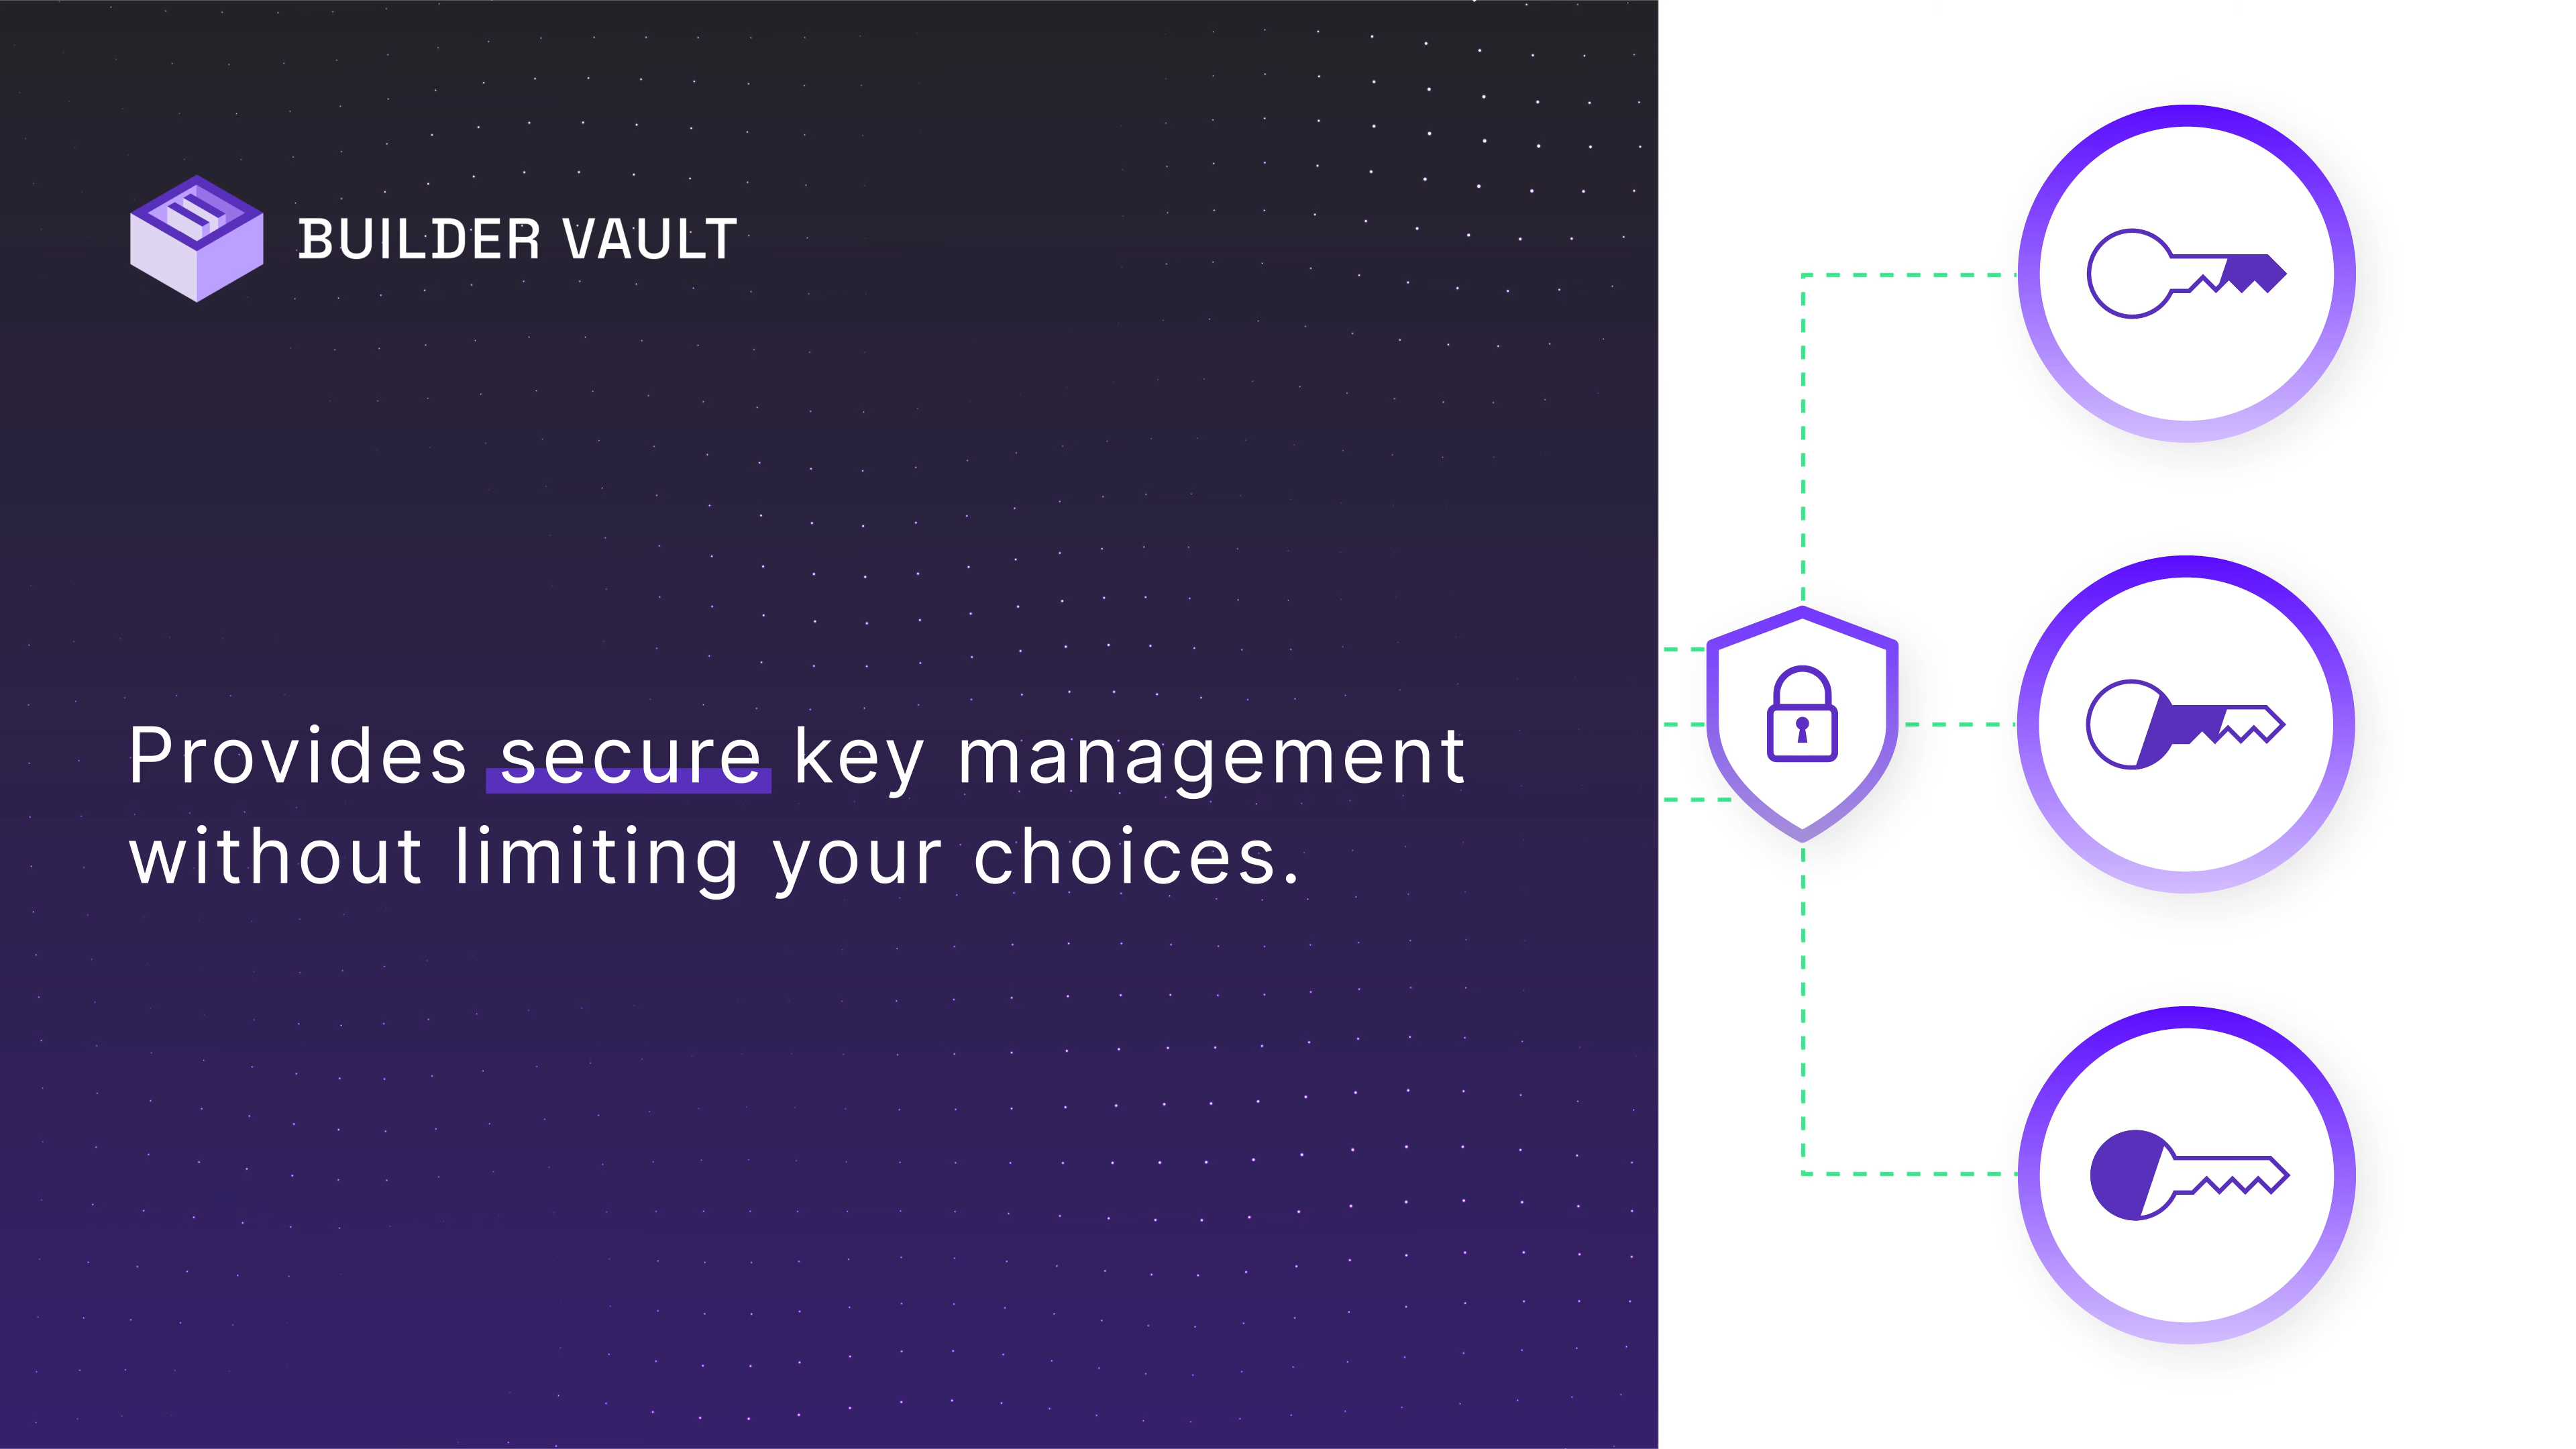 BUILDER VAULT
Provides secure key management
without limiting your choices.